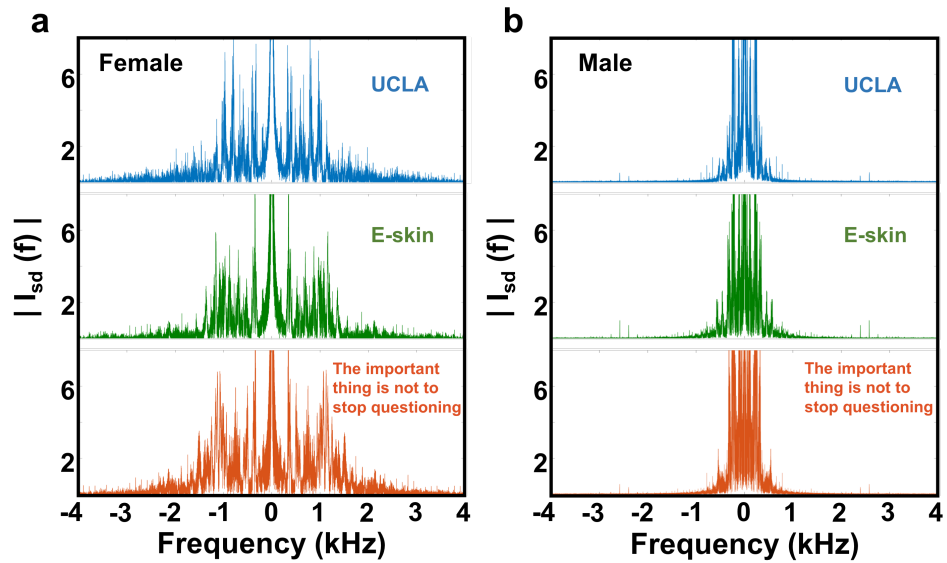 a
Female
UCLA
6
2
E-skin
6
2
The important
thing is not to
stop questioning
6
2
| Isd (f) |
-4 -3 -2 -1 0 1 2 3 4
Frequency (kHz)
b
Male
UCLA
6
2
E-skin
6
2
The important
thing is not to
stop questioning
6
2
| Isd (f) |
-4 -3 -2 -1 0 1 2 3 4
Frequency (kHz)